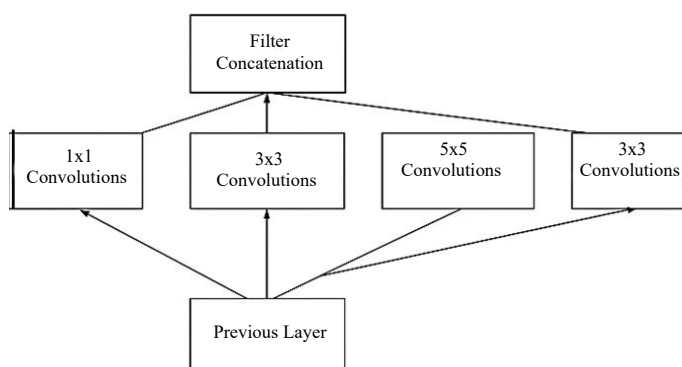 Filter
Concatenation
1x1
Convolutions
3x3
Convolutions
5x5
Convolutions
3x3
Convolutions
Previous Layer